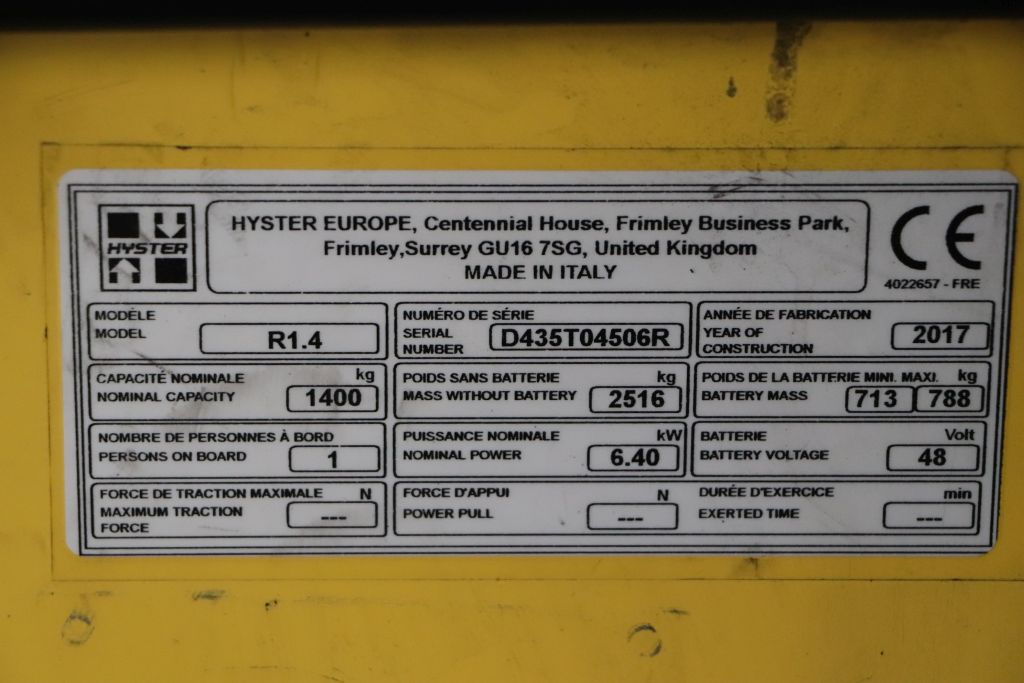 HYSTER
HYSTER EUROPE, Centennial House, Frimley Business Park,
Frimley,Surrey GU16 7SG, United Kingdom
MADE IN ITALY
CE
4022657 - FRE
MODÈLE
MODEL
R1.4
NUMÉRO DE SÉRIE
SERIAL
NUMBER
D435T04506R
ANNÉE DE FABRICATION
YEAR OF
CONSTRUCTION
2017
CAPACITÉ NOMINALE kg
NOMINAL CAPACITY 1400
POIDS SANS BATTERIE kg
MASS WITHOUT BATTERY 2516
POIDS DE LA BATTERIE MINI. MAXI. kg
BATTERY MASS 713 788
NOMBRE DE PERSONNES À BORD
PERSONS ON BOARD 1
PUISSANCE NOMINALE kW
NOMINAL POWER 6.40
BATTERIE Volt
BATTERY VOLTAGE 48
FORCE DE TRACTION MAXIMALE N
MAXIMUM TRACTION
FORCE
---
FORCE D'APPUI N
POWER PULL ---
DURÉE D'EXERCICE min
EXERTED TIME ---